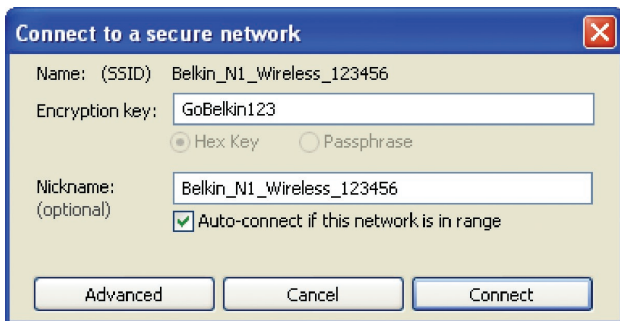 Connect to a secure network
Name: (SSID) Belkin_N1_Wireless_123456
Encryption key: GoBelkin123
Hex Key Passphrase
Nickname: Belkin_N1_Wireless_123456
(optional)
Auto-connect if this network is in range
Advanced Cancel Connect